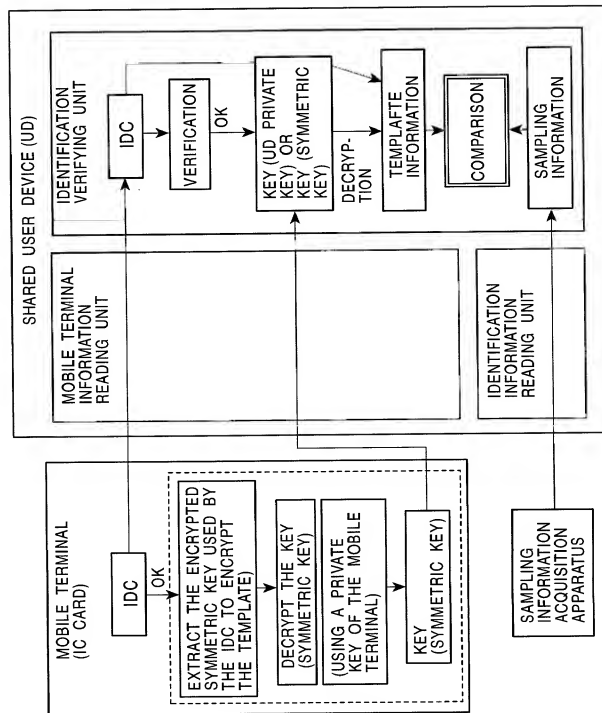 MOBILE TERMINAL
(IC CARD)
IDC
OK
EXTRACT THE ENCRYPTED
SYMMETRIC KEY USED BY
THE IDC TO ENCRYPT
THE TEMPLATE)
DECRYPT THE KEY
(SYMMETRIC KEY)
(USING A PRIVATE
KEY OF THE MOBILE
TERMINAL)
KEY
(SYMMETRIC KEY)
SAMPLING
INFORMATION
ACQUISITION
APPARATUS
SHARED USER DEVICE (UD)
MOBILE TERMINAL
INFORMATION
READING UNIT
IDENTIFICATION
INFORMATION
READING UNIT
IDENTIFICATION
VERIFYING UNIT
IDC
VERIFICATION
OK
KEY (UD PRIVATE
KEY) OR
KEY (SYMMETRIC
KEY)
DECRYP-
TION
TEMPLAFTE
INFORMATION
COMPARISON
SAMPLING
INFORMATION